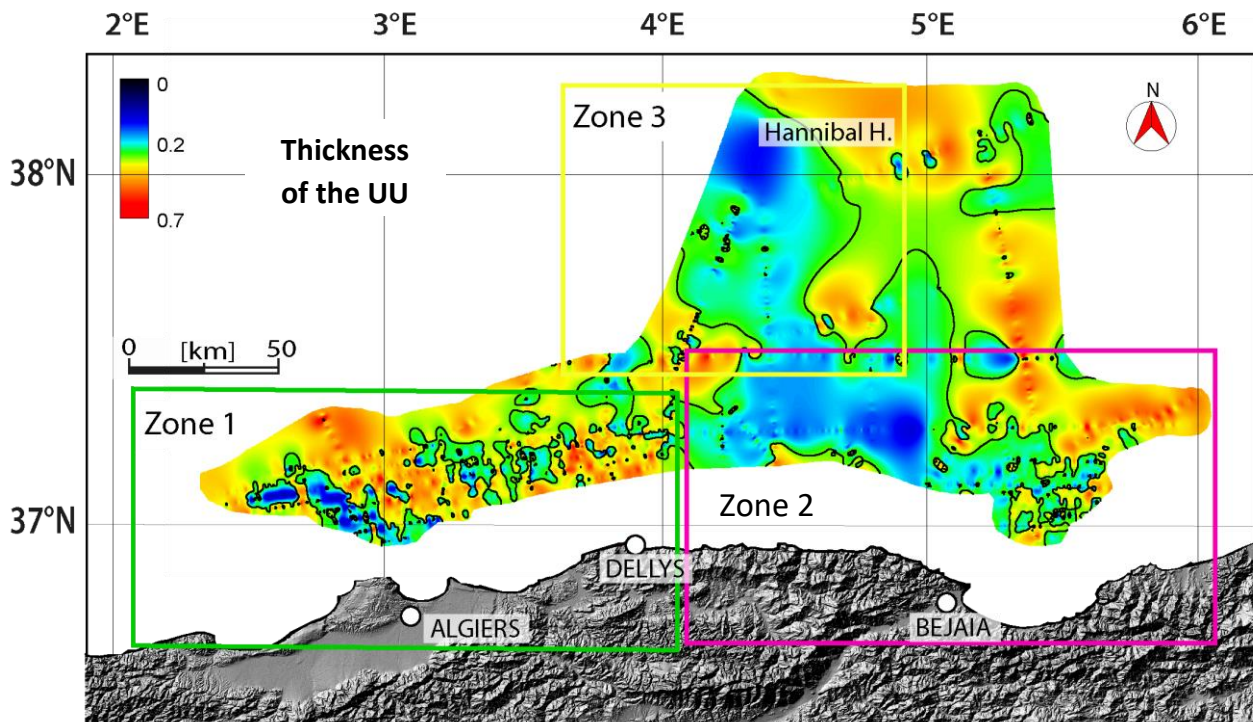 2°E 3°E 4°E 5°E 6°E
0
0.2
0.7
Thickness
of the UU
Zone 3
Hannibal H.
N
38°N
0 [km] 50
Zone 1
Zone 2
37°N
DELLYS
ALGIERS
BEJAIA